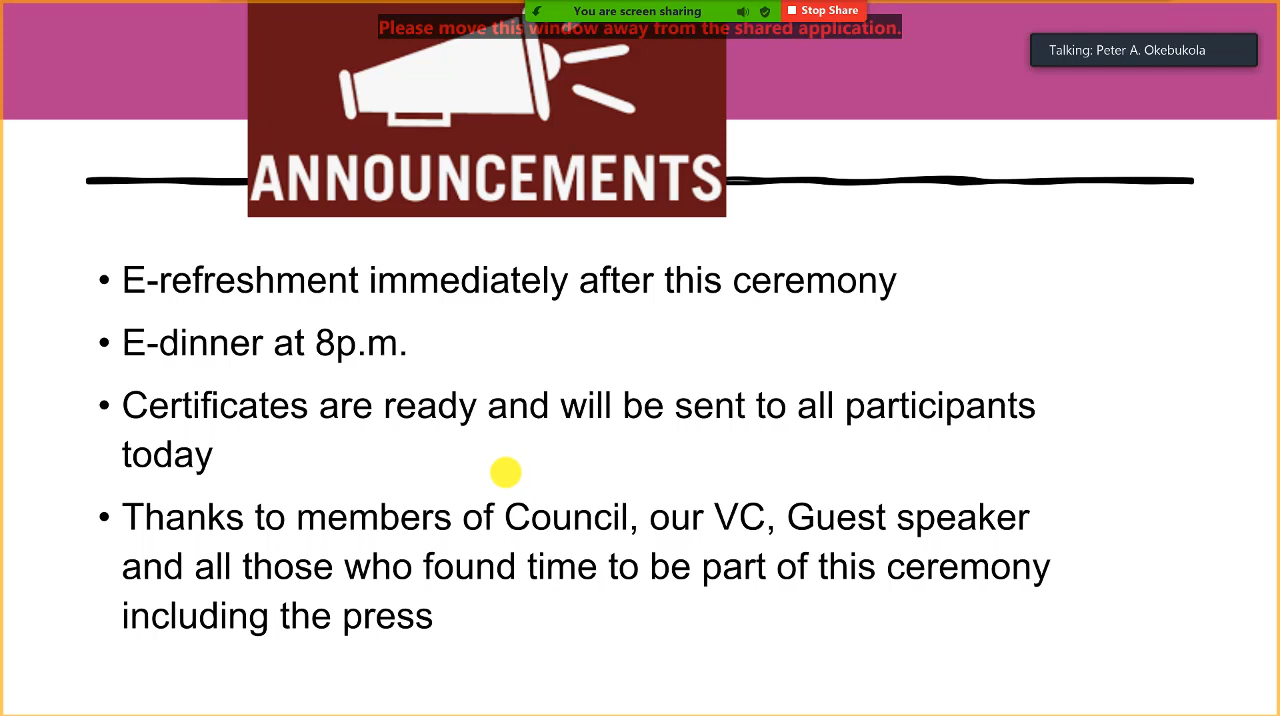 You are screen sharing
Stop Share
Please move this window away from the shared application.
Talking: Peter A. Okebukola
ANNOUNCEMENTS
• E-refreshment immediately after this ceremony
• E-dinner at 8p.m.
• Certificates are ready and will be sent to all participants
today
• Thanks to members of Council, our VC, Guest speaker
and all those who found time to be part of this ceremony
including the press